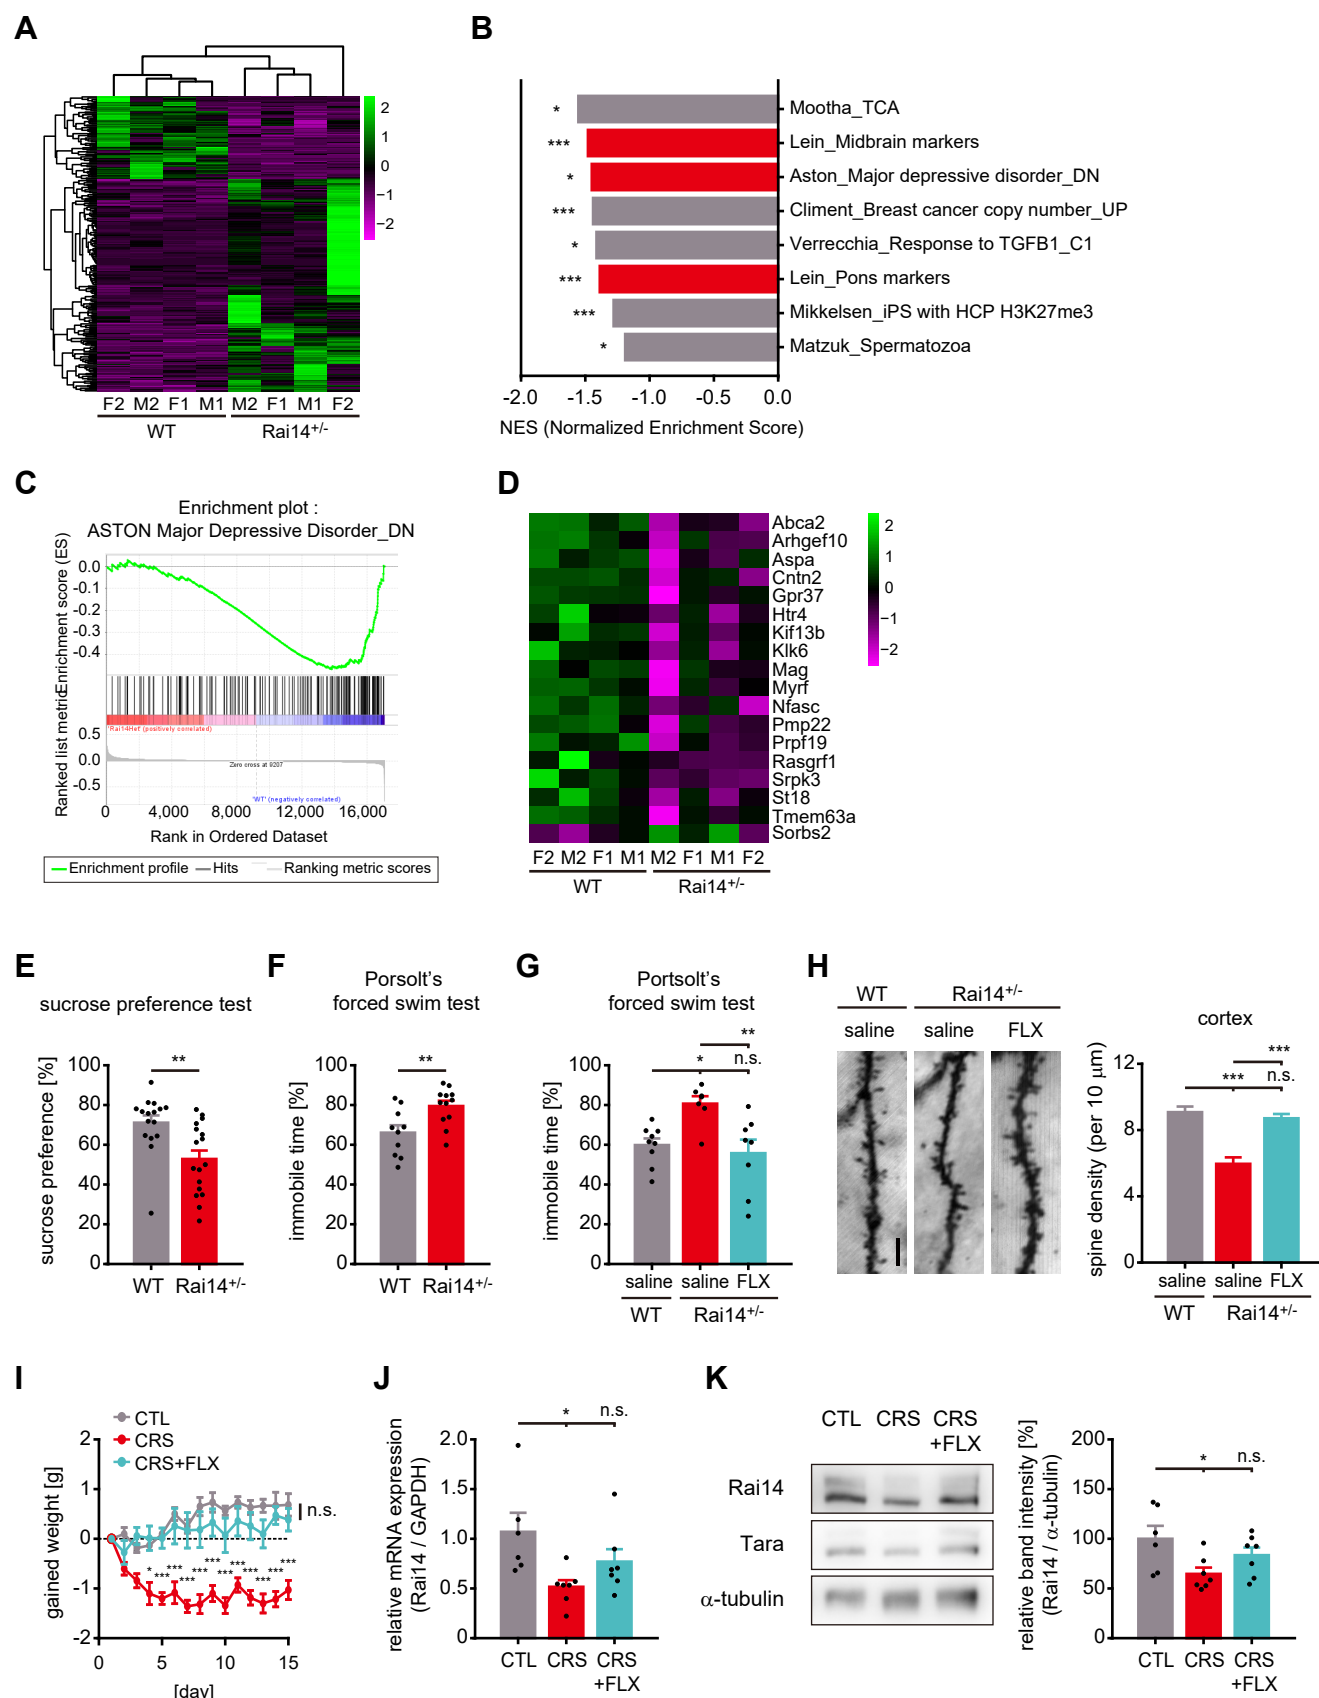 A
2
1
0
−1
−2
F2 M2 F1 M1 M2 F1 M1 F2
WT Rai14+/-
B
* Mootha_TCA
*** Lein_Midbrain markers
* Aston_Major depressive disorder_DN
*** Climent_Breast cancer copy number_UP
* Verrecchia_Response to TGFB1_C1
*** Lein_Pons markers
*** Mikkelsen_iPS with HCP H3K27me3
* Matzuk_Spermatozoa
-2.0 -1.5 -1.0 -0.5 0.0
NES (Normalized Enrichment Score)
C
Enrichment plot :
ASTON Major Depressive Disorder_DN
Enrichment score (ES)
0.0
-0.1
-0.2
-0.3
-0.4
Ranked list metric
'Rai14Het' (positively correlated)
0.5
0.0
-0.5
Zero cross at 9207
'WT' (negatively correlated)
0 4,000 8,000 12,000 16,000
Rank in Ordered Dataset
Enrichment profile Hits Ranking metric scores
D
Abca2
Arhgef10
Aspa
Cntn2
Gpr37
Htr4
Kif13b
Klk6
Mag
Myrf
Nfasc
Pmp22
Prpf19
Rasgrf1
Srpk3
St18
Tmem63a
Sorbs2
2
1
0
−1
−2
F2 M2 F1 M1 M2 F1 M1 F2
WT Rai14+/-
E
sucrose preference test
sucrose preference [%]
100
80
60
40
20
0
**
WT Rai14+/-
F
Porsolt's
forced swim test
immobile time [%]
100
80
60
40
20
0
**
WT Rai14+/-
G
Portsolt's
forced swim test
immobile time [%]
100
80
60
40
20
0
**
* n.s.
saline saline FLX
WT Rai14+/-
H
WT Rai14+/-
saline saline FLX
cortex
spine density (per 10 μm)
12
8
4
0
***
*** n.s.
saline saline FLX
WT Rai14+/-
I
CTL
CRS
CRS+FLX
gained weight [g]
2
1
0
-1
-2
n.s.
* *** *** *** *** *** *** *** *** *** *** ***
0 5 10 15
[day]
J
relative mRNA expression
(Rai14 / GAPDH)
2.0
1.5
1.0
0.5
0
* n.s.
CTL CRS CRS
+FLX
K
CTL CRS CRS
+FLX
Rai14
Tara
α-tubulin
relative band intensity [%]
(Rai14 / α-tubulin)
200
150
100
50
0
* n.s.
CTL CRS CRS
+FLX